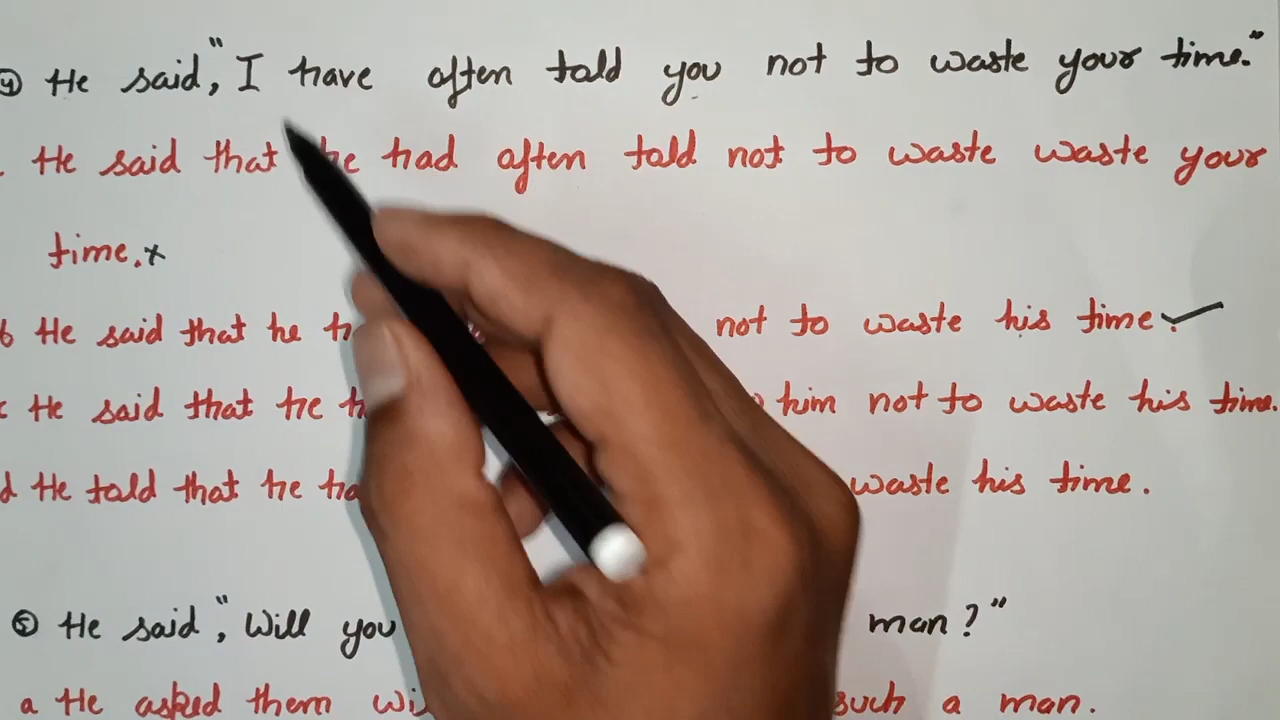 ④ He said," I have often told you not to waste your time."
. He said that he had often told not to waste waste your
time.×
b He said that he not to waste his time. ✓
c He said that he him not to waste his time.
d He told that he waste his time.
⑤ He said ", Will you man?"
a He asked them such a man.